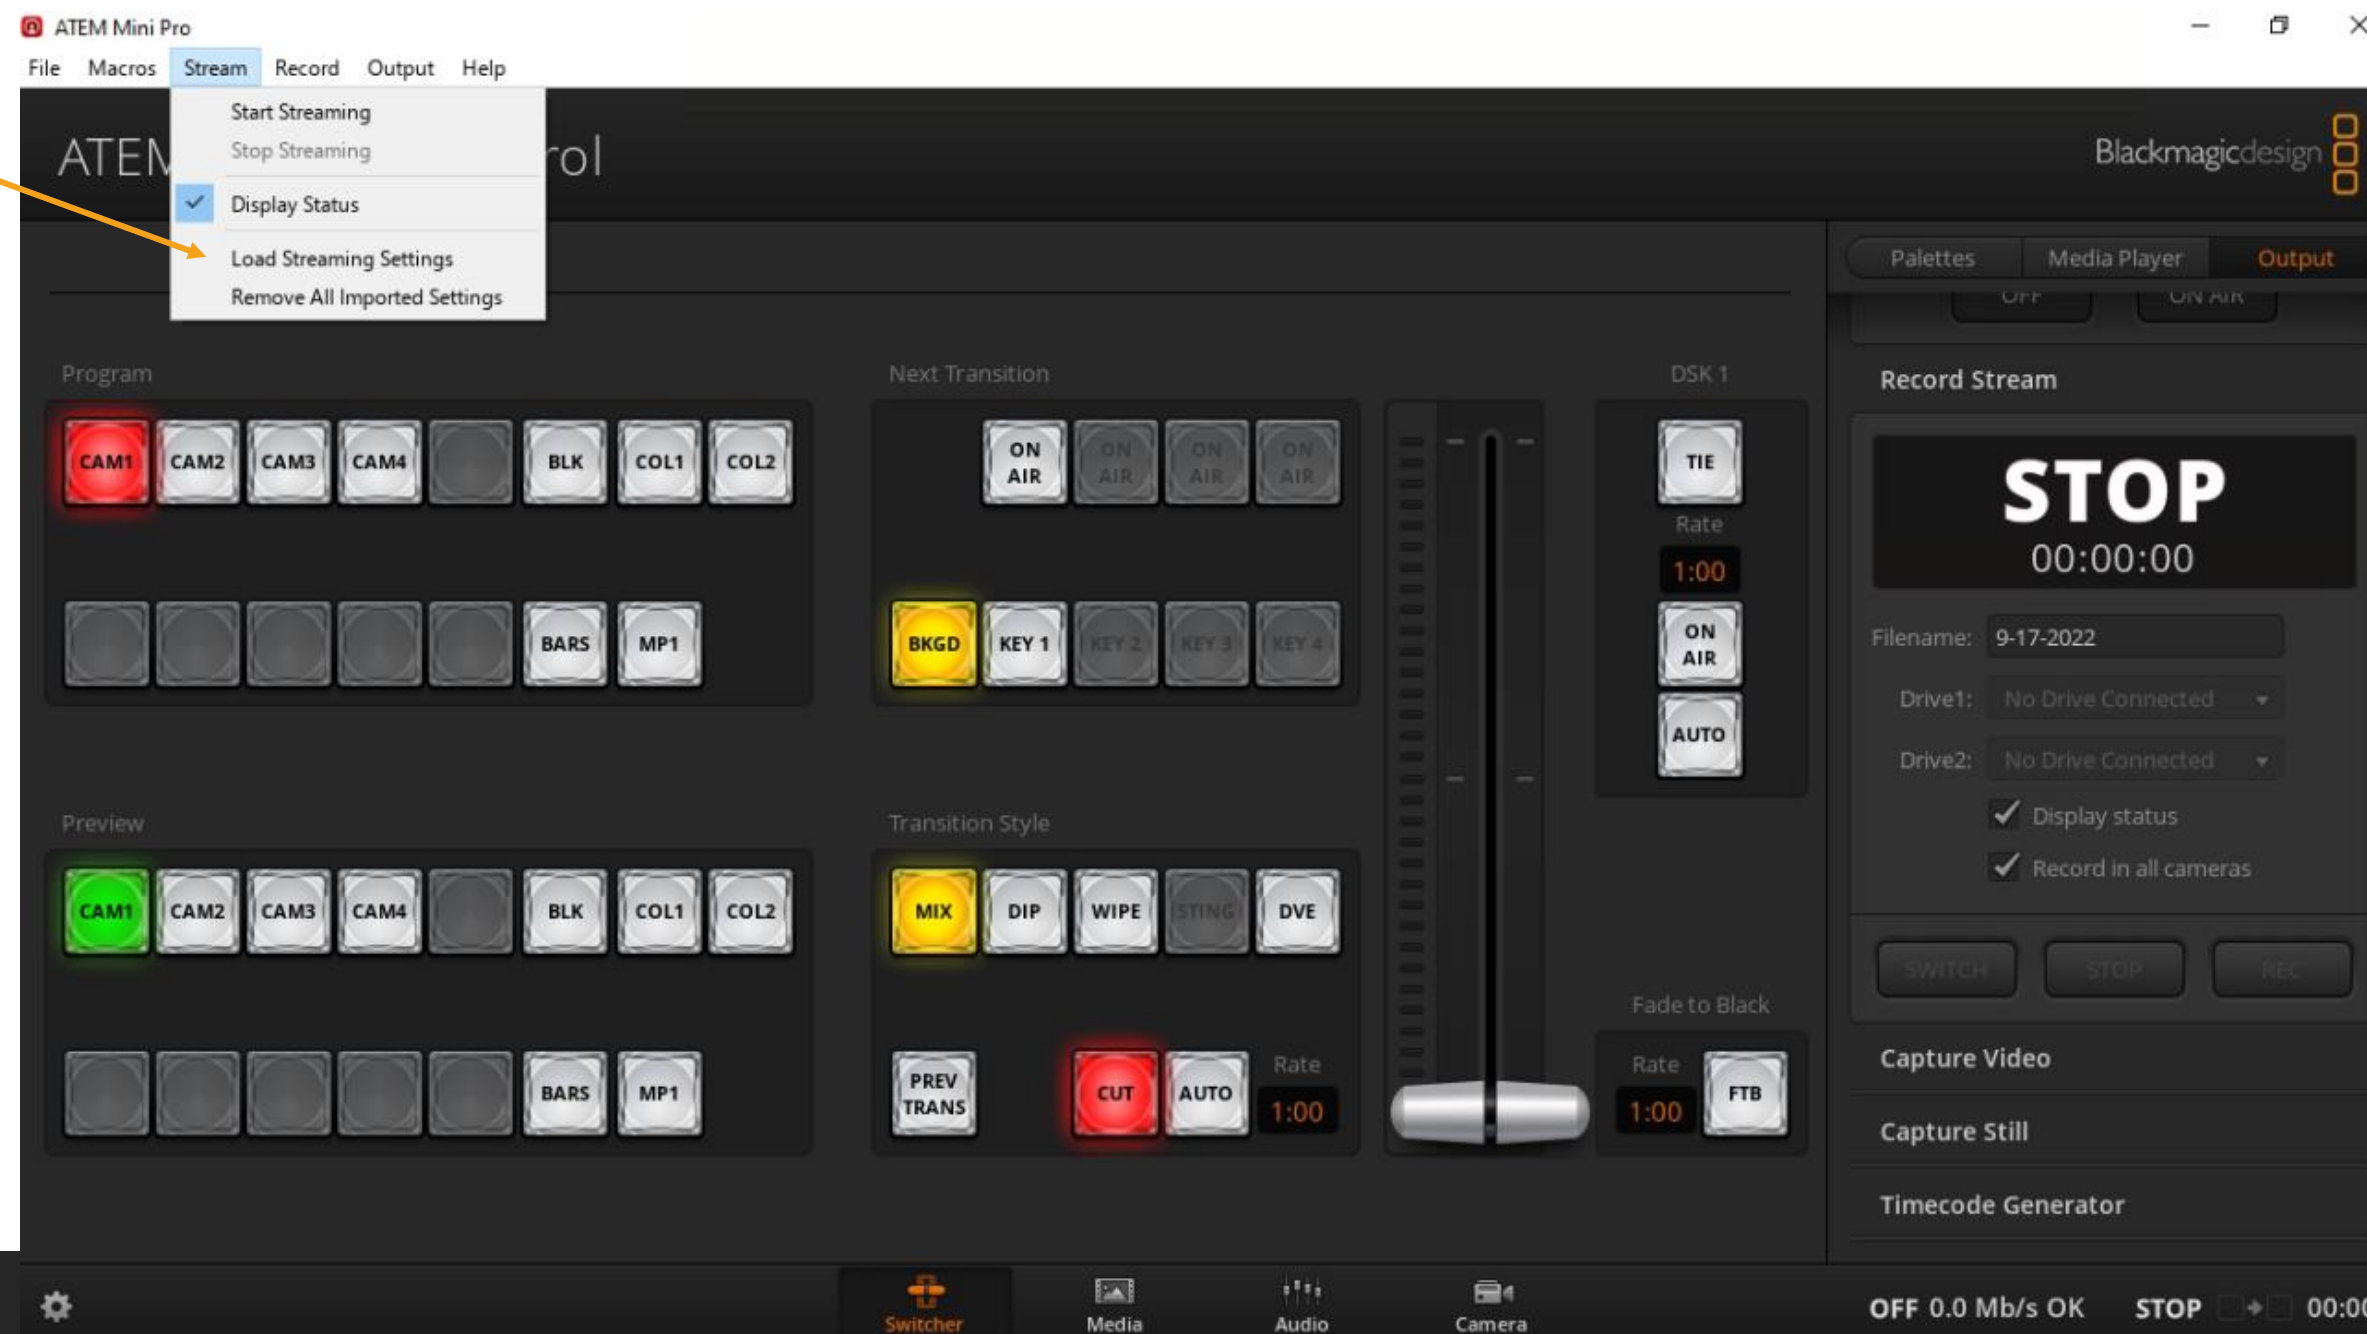 ATEM Mini Pro
File Macros Stream Record Output Help
Start Streaming
Stop Streaming
Display Status
Load Streaming Settings
Remove All Imported Settings
ATEM rol
Blackmagicdesign
Palettes Media Player Output
OFF ON AIR
Program
CAM1 CAM2 CAM3 CAM4 BLK COL1 COL2
BARS MP1
Next Transition
ON AIR ON AIR ON AIR ON AIR
BKGD KEY 1 KEY 2 KEY 3 KEY 4
DSK 1
TIE
Rate
1:00
ON AIR
AUTO
Preview
CAM1 CAM2 CAM3 CAM4 BLK COL1 COL2
BARS MP1
Transition Style
MIX DIP WIPE STING DVE
PREV TRANS CUT AUTO
Rate
1:00
Fade to Black
Rate
1:00
FTB
Record Stream
STOP
00:00:00
Filename: 9-17-2022
Drive1: No Drive Connected
Drive2: No Drive Connected
Display status
Record in all cameras
SWITCH STOP REC
Capture Video
Capture Still
Timecode Generator
Switcher Media Audio Camera
OFF 0.0 Mb/s OK STOP 00:00